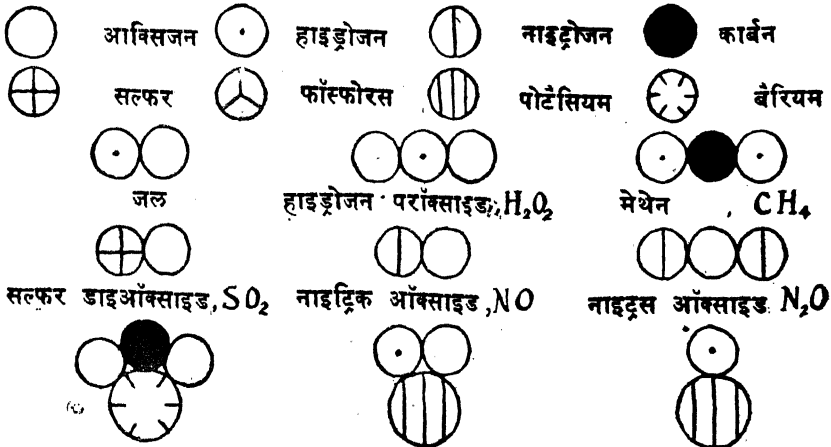 आक्सिजन हाइड्रोजन नाइट्रोजन कार्बन
सल्फर फॉस्फोरस पोटैसियम बैरियम
जल हाइड्रोजन परॉक्साइड, H₂O₂ मेथेन , CH₄
सल्फर डाइऑक्साइड, SO₂ नाइट्रिक ऑक्साइड, NO नाइट्रस ऑक्साइड N₂O